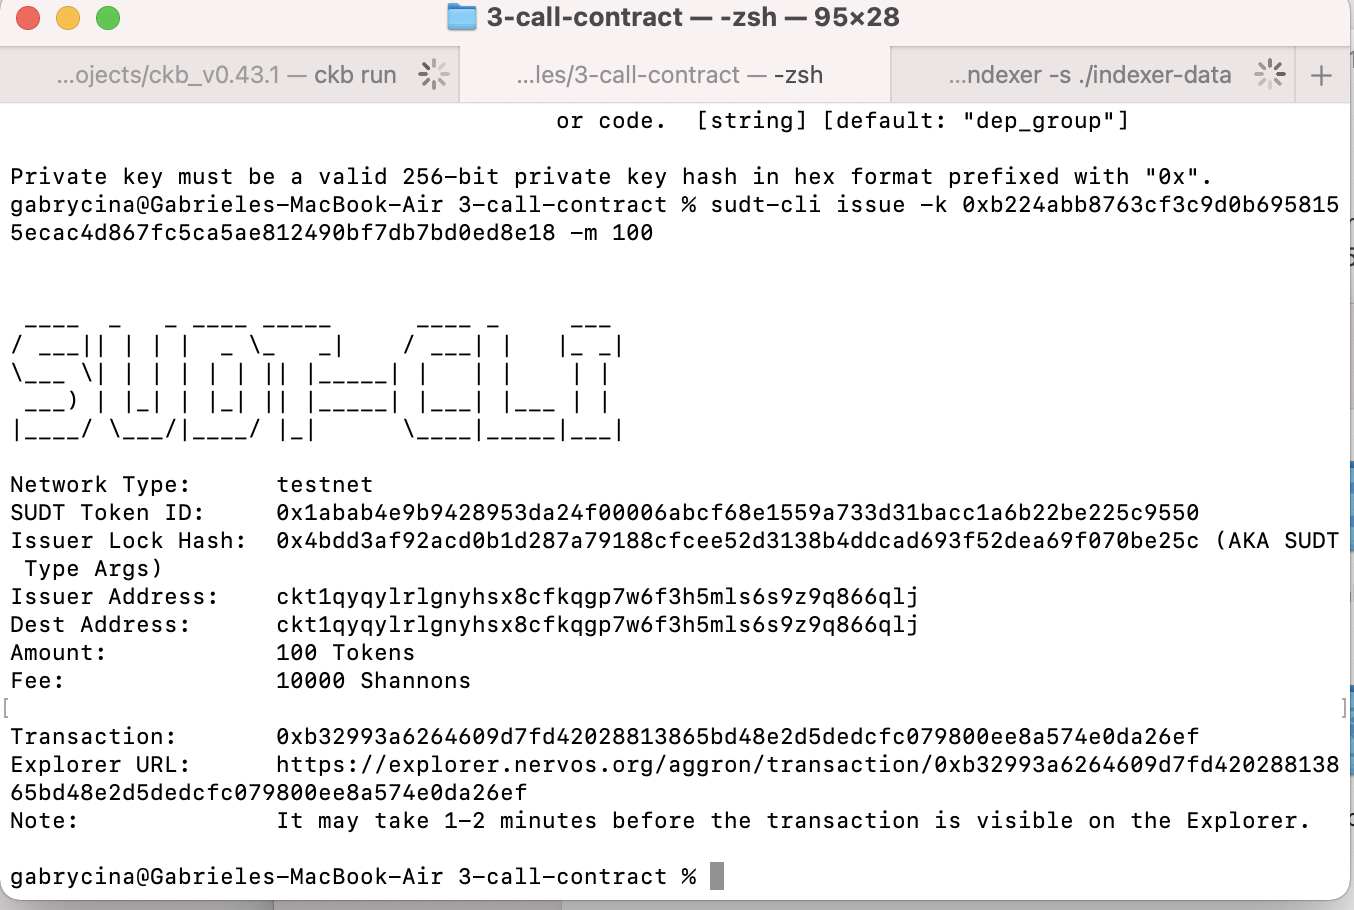 3-call-contract — -zsh — 95×28
...ojects/ckb_v0.43.1 — ckb run
...les/3-call-contract — -zsh
...ndexer -s ./indexer-data
+
or code.  [string] [default: "dep_group"]
Private key must be a valid 256-bit private key hash in hex format prefixed with "0x".
gabrycina@Gabrieles-MacBook-Air 3-call-contract % sudt-cli issue -k 0xb224abb8763cf3c9d0b695815
5ecac4d867fc5ca5ae812490bf7db7bd0ed8e18 -m 100
SUDT-CLI
Network Type:      testnet
SUDT Token ID:     0x1abab4e9b9428953da24f00006abcf68e1559a733d31bacc1a6b22be225c9550
Issuer Lock Hash:  0x4bdd3af92acd0b1d287a79188cfcee52d3138b4ddcad693f52dea69f070be25c (AKA SUDT
Type Args)
Issuer Address:    ckt1qyqylrlgnyhsx8cfkqgp7w6f3h5mls6s9z9q866qlj
Dest Address:      ckt1qyqylrlgnyhsx8cfkqgp7w6f3h5mls6s9z9q866qlj
Amount:            100 Tokens
Fee:               10000 Shannons
Transaction:       0xb32993a6264609d7fd42028813865bd48e2d5dedcfc079800ee8a574e0da26ef
Explorer URL:      https://explorer.nervos.org/aggron/transaction/0xb32993a6264609d7fd420288138
65bd48e2d5dedcfc079800ee8a574e0da26ef
Note:              It may take 1-2 minutes before the transaction is visible on the Explorer.
gabrycina@Gabrieles-MacBook-Air 3-call-contract %